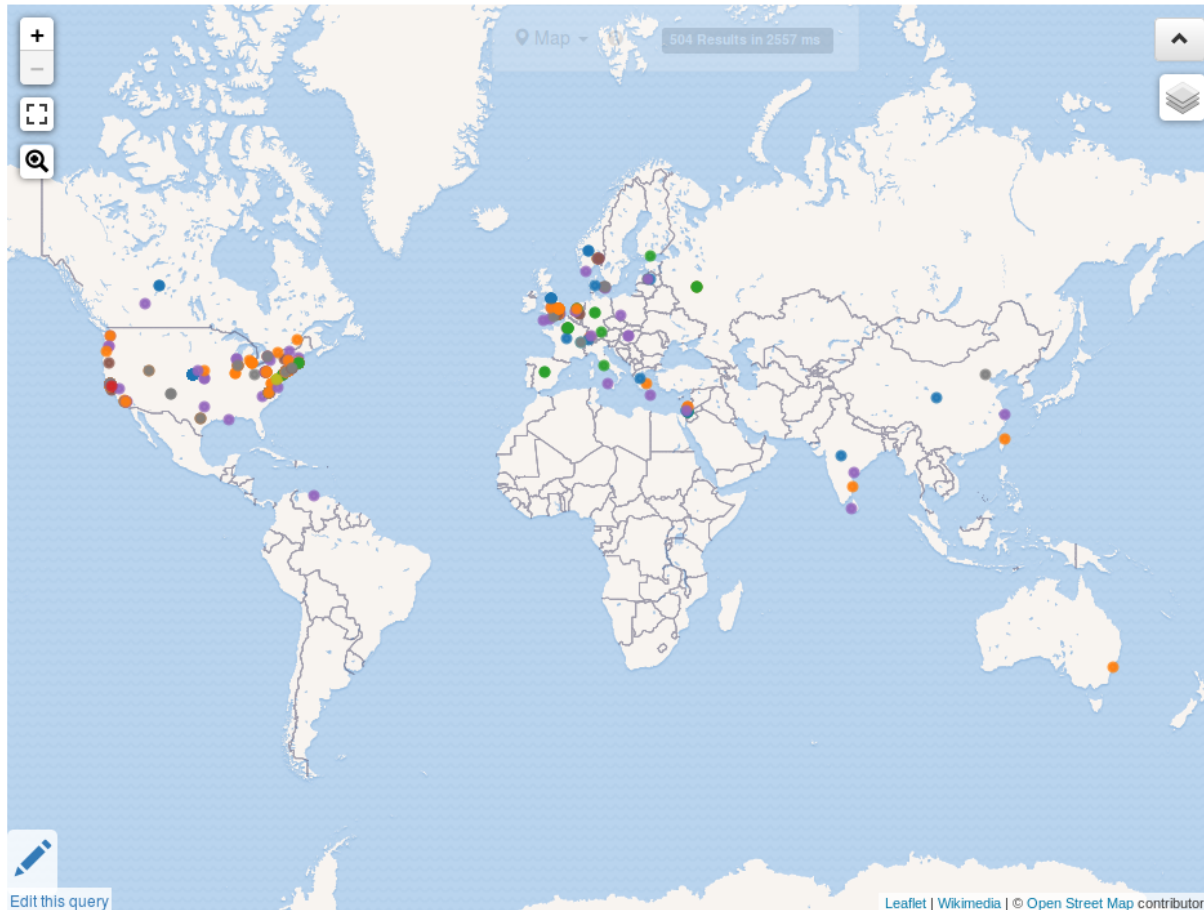 +
Map
504 Results in 2557 ms
−
Edit this query
Leaflet | Wikimedia | © Open Street Map contributor